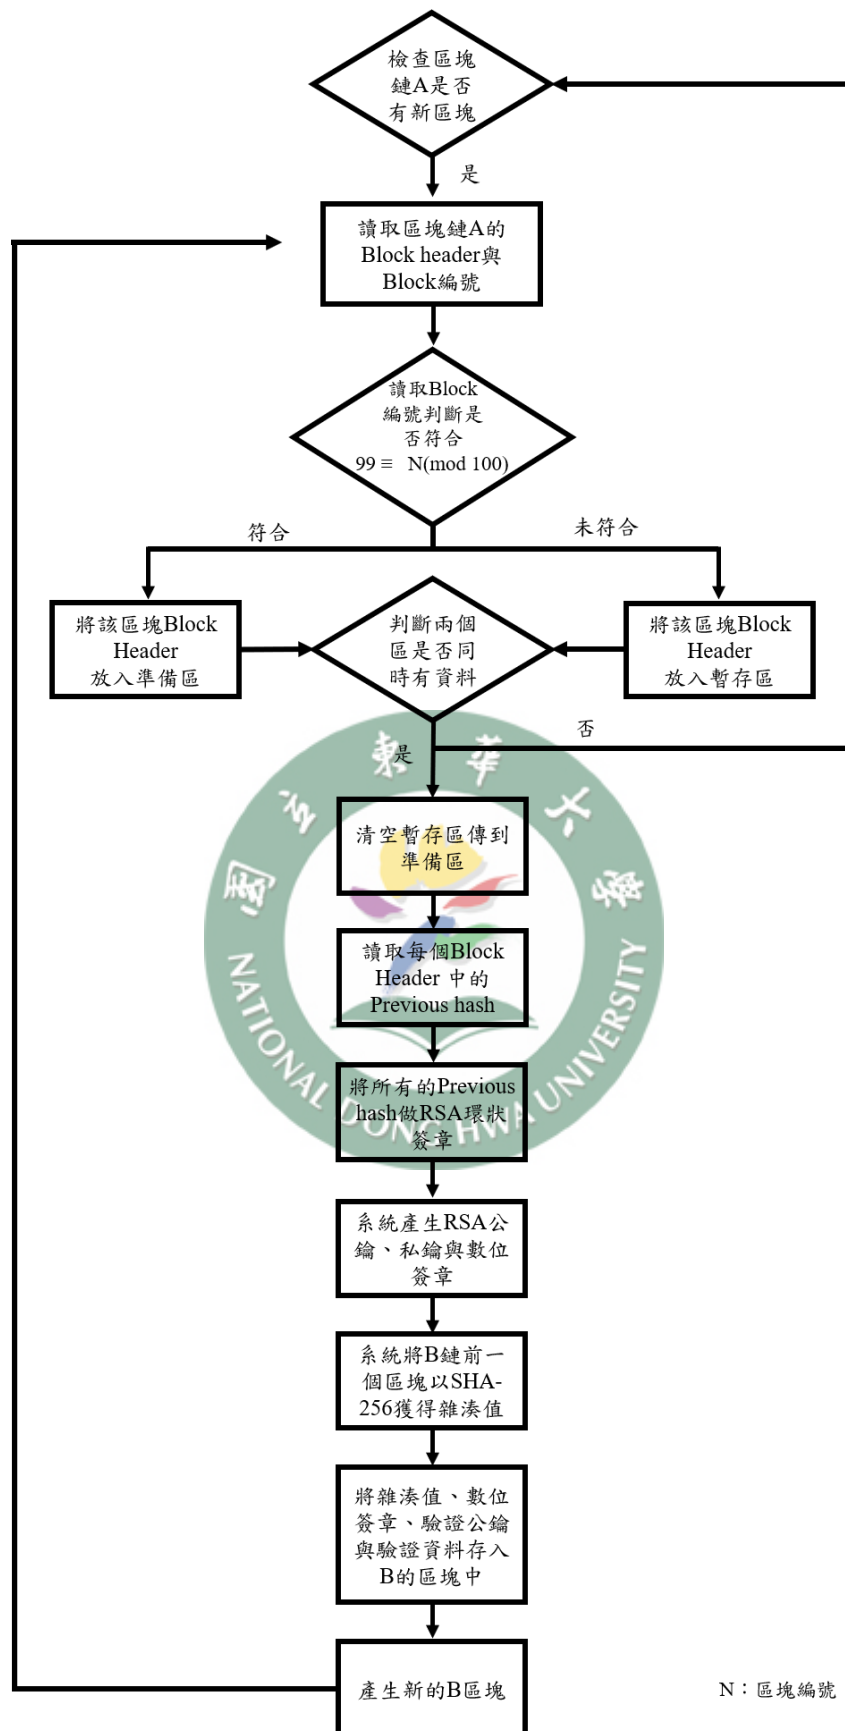 檢查區塊
鏈A是否
有新區塊
是
讀取區塊鏈A的
Block header與
Block編號
讀取Block
編號判斷是
否符合
99 ≡ N(mod 100)
符合
未符合
將該區塊Block
Header
放入準備區
判斷兩個
區是否同
時有資料
將該區塊Block
Header
放入暫存區
否
是
清空暫存區傳到
準備區
讀取每個Block
Header 中的
Previous hash
將所有的Previous
hash做RSA環狀
簽章
系統產生RSA公
鑰、私鑰與數位
簽章
系統將B鏈前一
個區塊以SHA-
256獲得雜湊值
將雜湊值、數位
簽章、驗證公鑰
與驗證資料存入
B的區塊中
產生新的B區塊
N：區塊編號
國立東華大學
NATIONAL DONG HWA UNIVERSITY